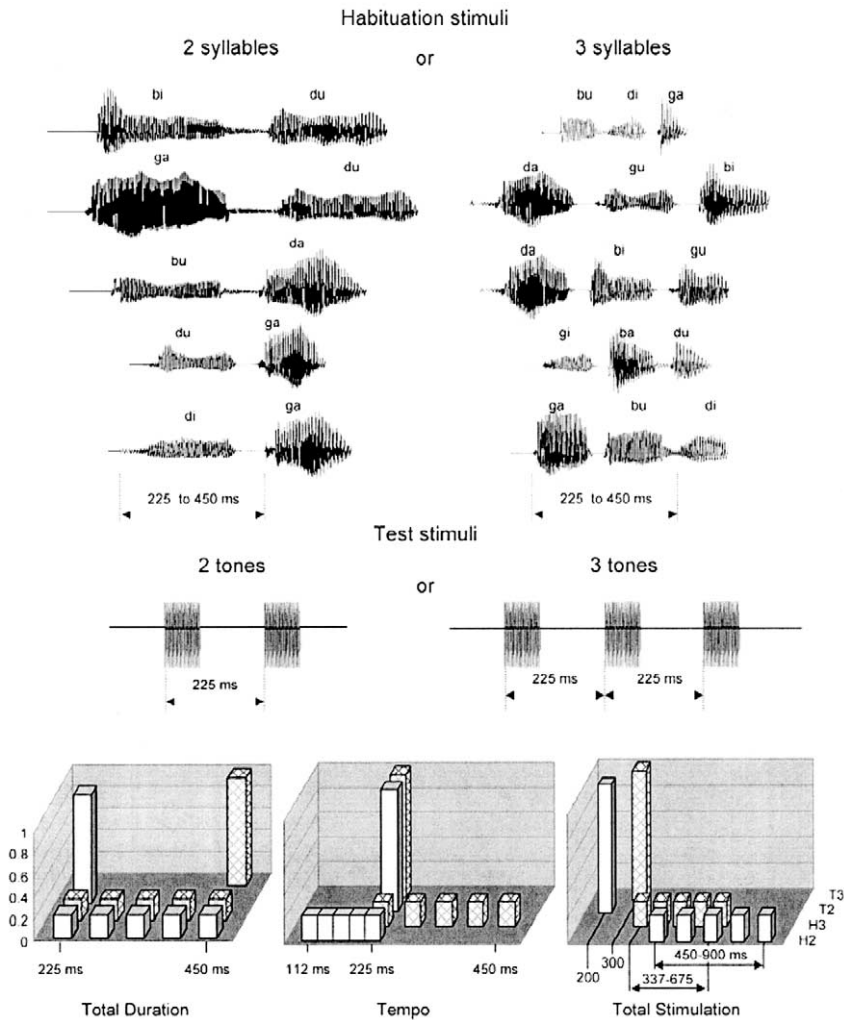 Habituation stimuli
2 syllables or 3 syllables
bi du
bu di ga
ga du
da gu bi
bu da
da bi gu
du ga
gi ba du
di ga
ga bu di
225 to 450 ms
225 to 450 ms
Test stimuli
2 tones or 3 tones
225 ms
225 ms 225 ms
1
0.8
0.6
0.4
0.2
0
225 ms 450 ms
Total Duration
112 ms 225 ms 450 ms
Tempo
T3
T2
H3
H2
200 300 450-900 ms
337-675
Total Stimulation